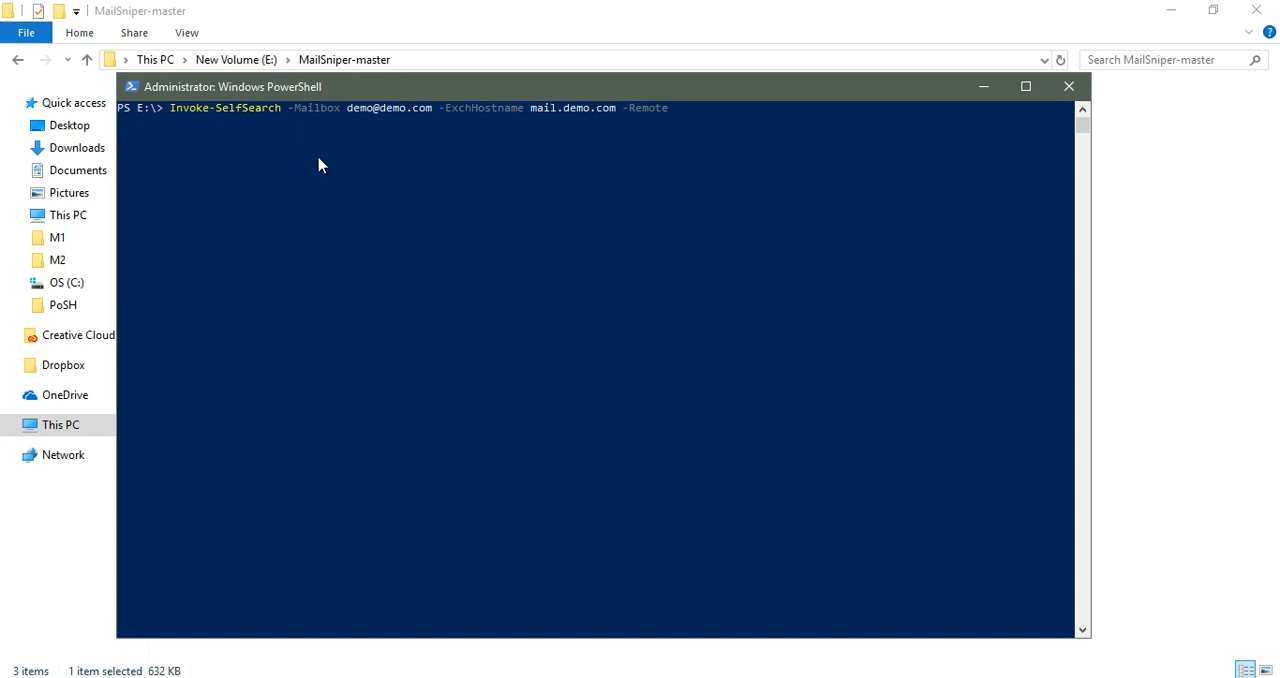 MailSniper-master
File Home Share View
This PC New Volume (E:) MailSniper-master
Search MailSniper-master
Administrator: Windows PowerShell
PS E:\> Invoke-SelfSearch -Mailbox demo@demo.com -ExchHostname mail.demo.com -Remote
Quick access
Desktop
Downloads
Documents
Pictures
This PC
M1
M2
OS (C:)
PoSH
Creative Cloud
Dropbox
OneDrive
This PC
Network
3 items 1 item selected 632 KB